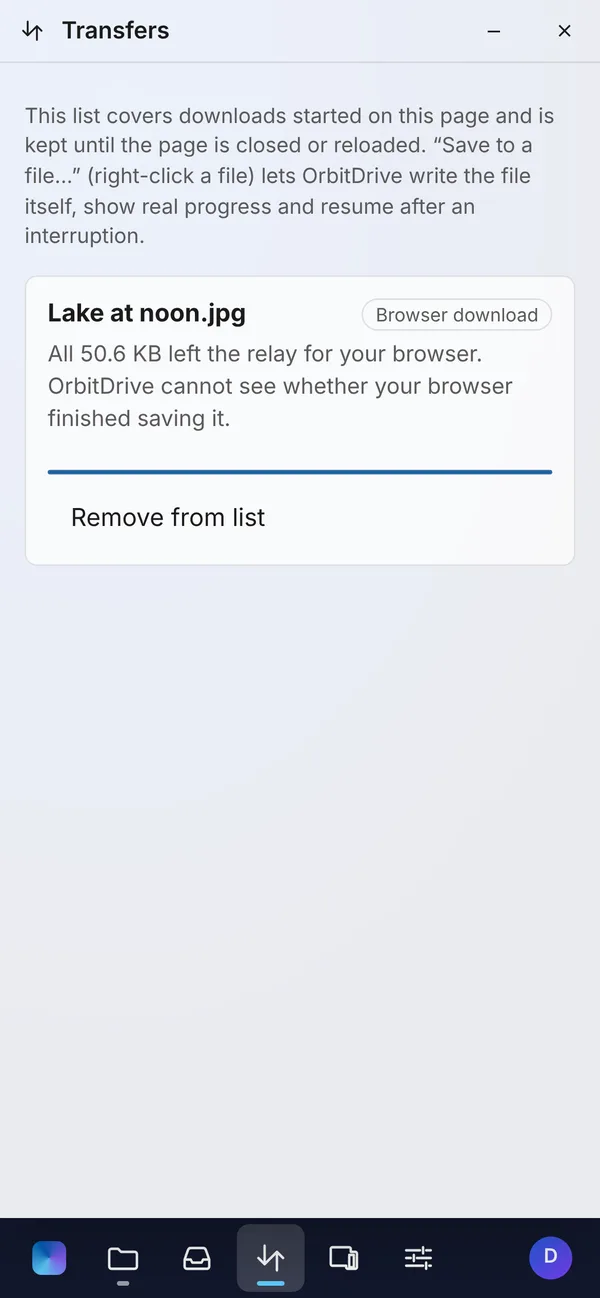 Transfers
This list covers downloads started on this page and is
kept until the page is closed or reloaded. “Save to a
file…” (right-click a file) lets OrbitDrive write the file
itself, show real progress and resume after an
interruption.
Lake at noon.jpg
Browser download
All 50.6 KB left the relay for your browser.
OrbitDrive cannot see whether your browser
finished saving it.
Remove from list
D